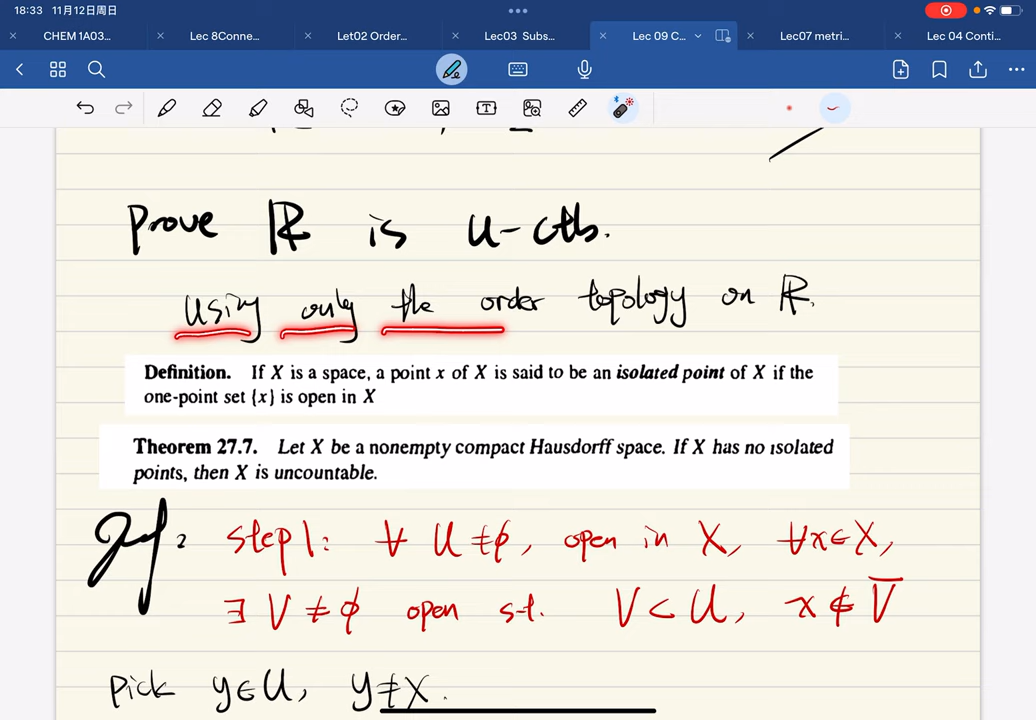 18:33 11月12日周日
CHEM 1A03... Lec 8Conne... Let02 Order... Lec03 Subs... Lec 09 C... Lec07 metri... Lec 04 Conti...
Prove ℝ is u-ctb.
Using only the order topology on ℝ.
Definition. If X is a space, a point x of X is said to be an isolated point of X if the
one-point set {x} is open in X
Theorem 27.7. Let X be a nonempty compact Hausdorff space. If X has no isolated
points, then X is uncountable.
step1: ∀ U ≠ϕ, open in X, ∀x∈X,
∃ V ≠ ϕ open s.t. V ⊂ U, x ∉ V̅
Pick y∈U, y≠x.